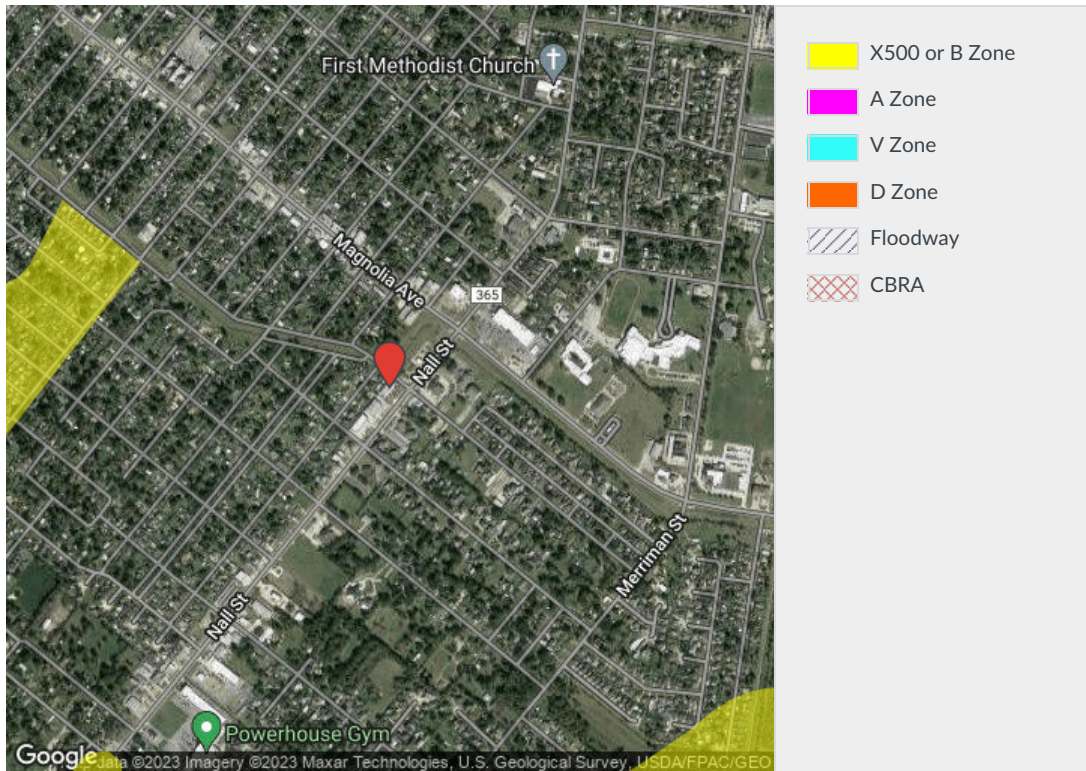 First Methodist Church
Magnolia Ave
365
Nall St
Merriman St
Nall St
Powerhouse Gym
Google
data ©2023 Imagery ©2023 Maxar Technologies, U.S. Geological Survey, USDA/FPAC/GEO
X500 or B Zone
A Zone
V Zone
D Zone
Floodway
CBRA